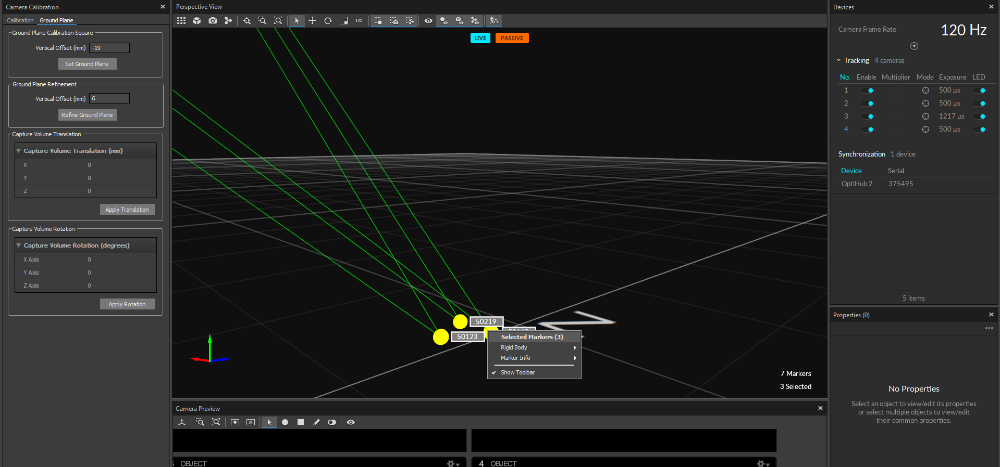 Camera Calibration
Calibration Ground Plane
Ground Plane Calibration Square
Vertical Offset (mm) -19
Set Ground Plane
Ground Plane Refinement
Vertical Offset (mm) 6
Refine Ground Plane
Capture Volume Translation
Capture Volume Translation (mm)
X 0
Y 0
Z 0
Apply Translation
Capture Volume Rotation
Capture Volume Rotation (degrees)
X Axis 0
Y Axis 0
Z Axis 0
Apply Rotation
Perspective View
LCL
LIVE PASSIVE
50219
50123
Z
Selected Markers (3)
Rigid Body
Marker Info
Show Toolbar
7 Markers
3 Selected
Camera Preview
OBJECT
4 OBJECT
Devices
Camera Frame Rate 120 Hz
Tracking 4 cameras
No. Enable Multiplier Mode Exposure LED
1 - 500 µs
2 - 500 µs
3 - 1217 µs
4 - 500 µs
Synchronization 1 device
Device Serial
OptiHub 2 375495
5 items
Properties (0)
No Properties
Select an object to view/edit its properties
or select multiple objects to view/edit
their common properties.